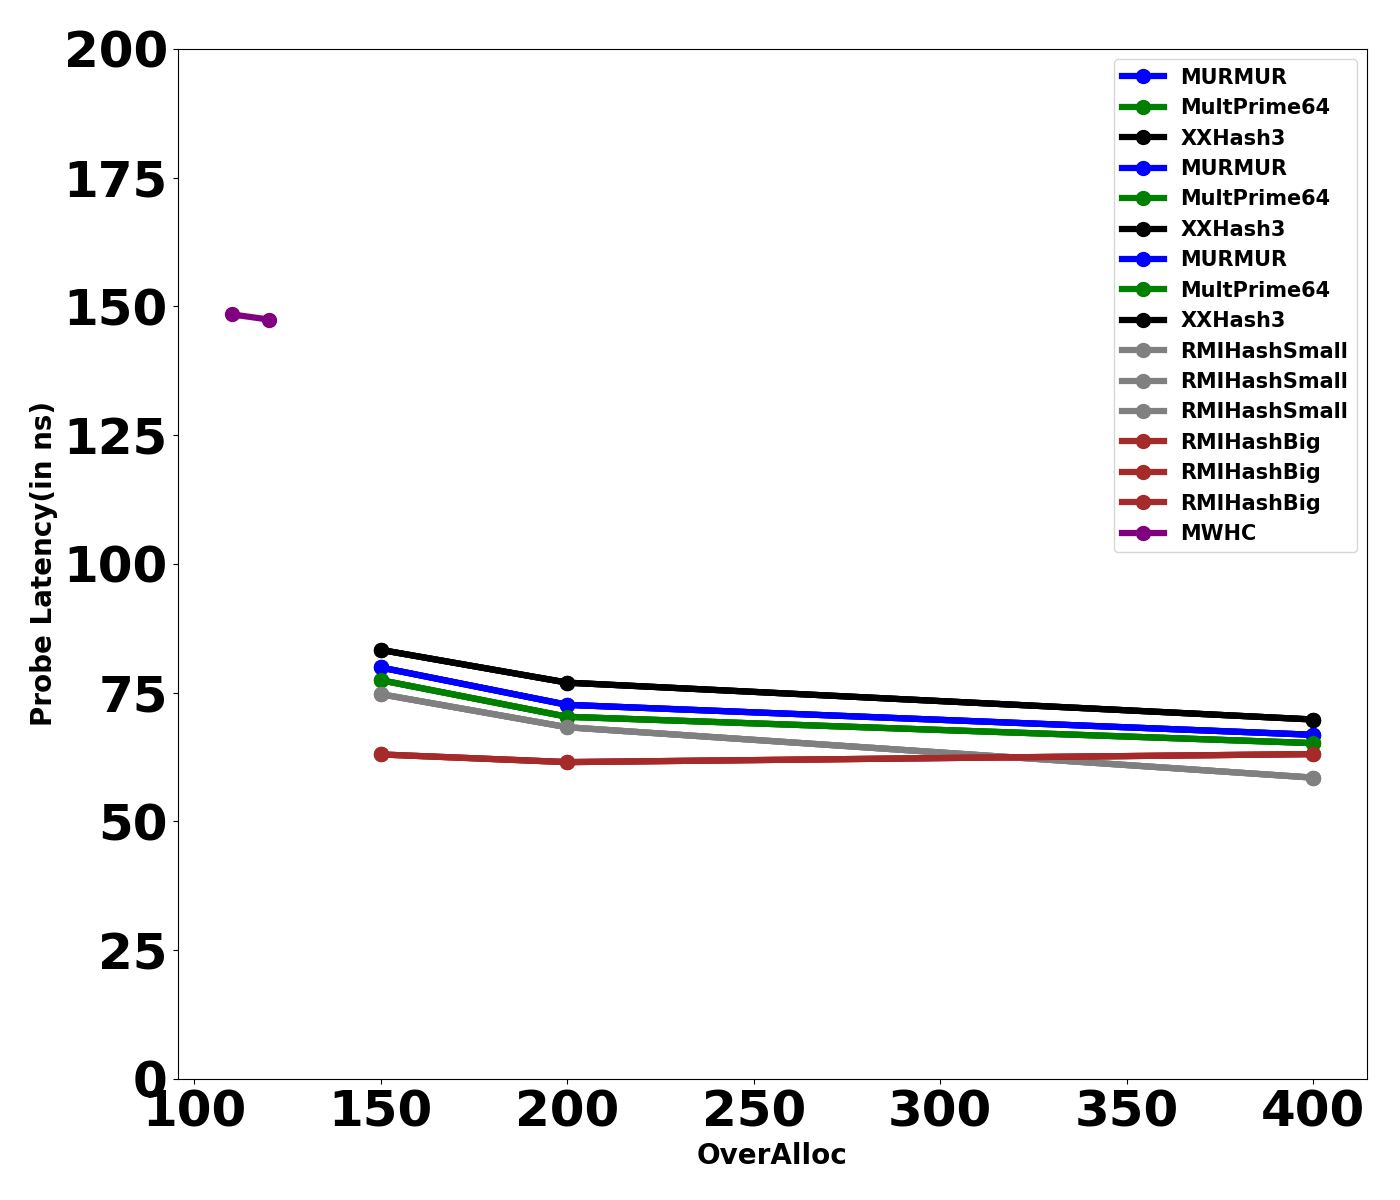 200
175
150
125
100
75
50
25
0
Probe Latency(in ns)
100 150 200 250 300 350 400
OverAlloc
MURMUR
MultPrime64
XXHash3
MURMUR
MultPrime64
XXHash3
MURMUR
MultPrime64
XXHash3
RMIHashSmall
RMIHashSmall
RMIHashSmall
RMIHashBig
RMIHashBig
RMIHashBig
MWHC